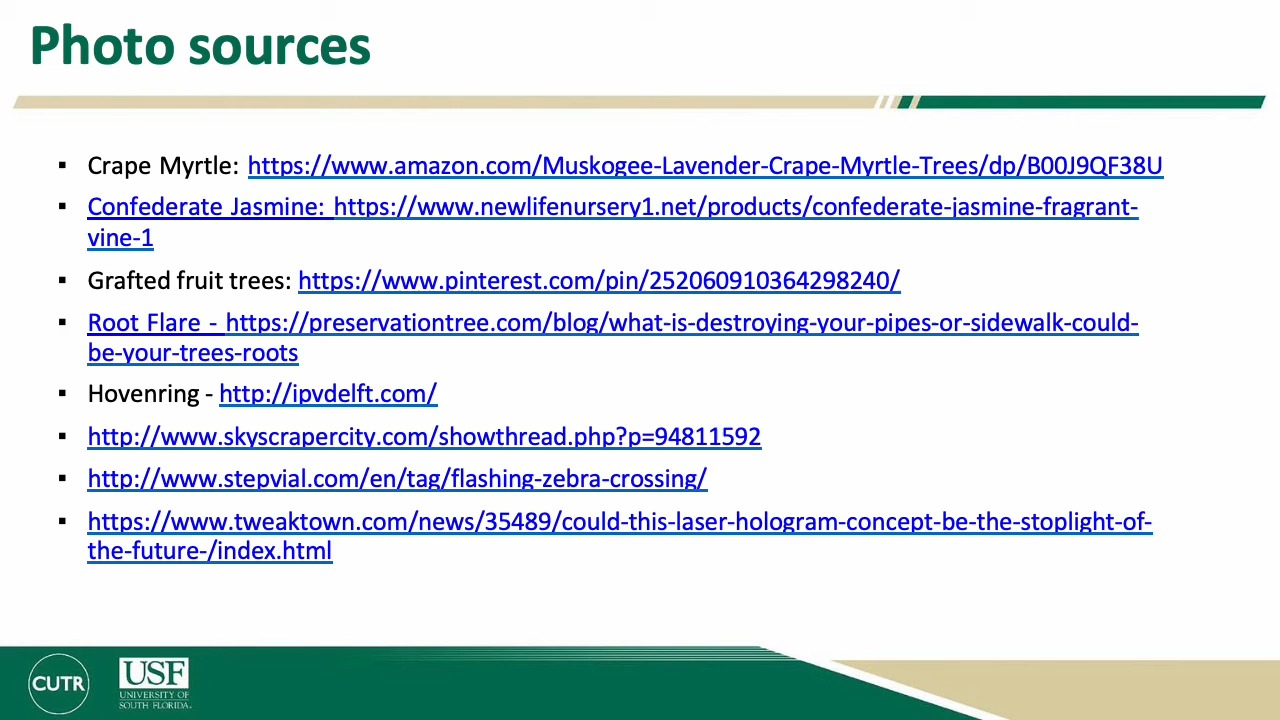 Photo sources
▪ Crape Myrtle: https://www.amazon.com/Muskogee-Lavender-Crape-Myrtle-Trees/dp/B00J9QF38U
▪ Confederate Jasmine: https://www.newlifenursery1.net/products/confederate-jasmine-fragrant-
vine-1
▪ Grafted fruit trees: https://www.pinterest.com/pin/252060910364298240/
▪ Root Flare - https://preservationtree.com/blog/what-is-destroying-your-pipes-or-sidewalk-could-
be-your-trees-roots
▪ Hovenring - http://ipvdelft.com/
▪ http://www.skyscrapercity.com/showthread.php?p=94811592
▪ http://www.stepvial.com/en/tag/flashing-zebra-crossing/
▪ https://www.tweaktown.com/news/35489/could-this-laser-hologram-concept-be-the-stoplight-of-
the-future-/index.html
CUTR
USF
UNIVERSITY OF
SOUTH FLORIDA